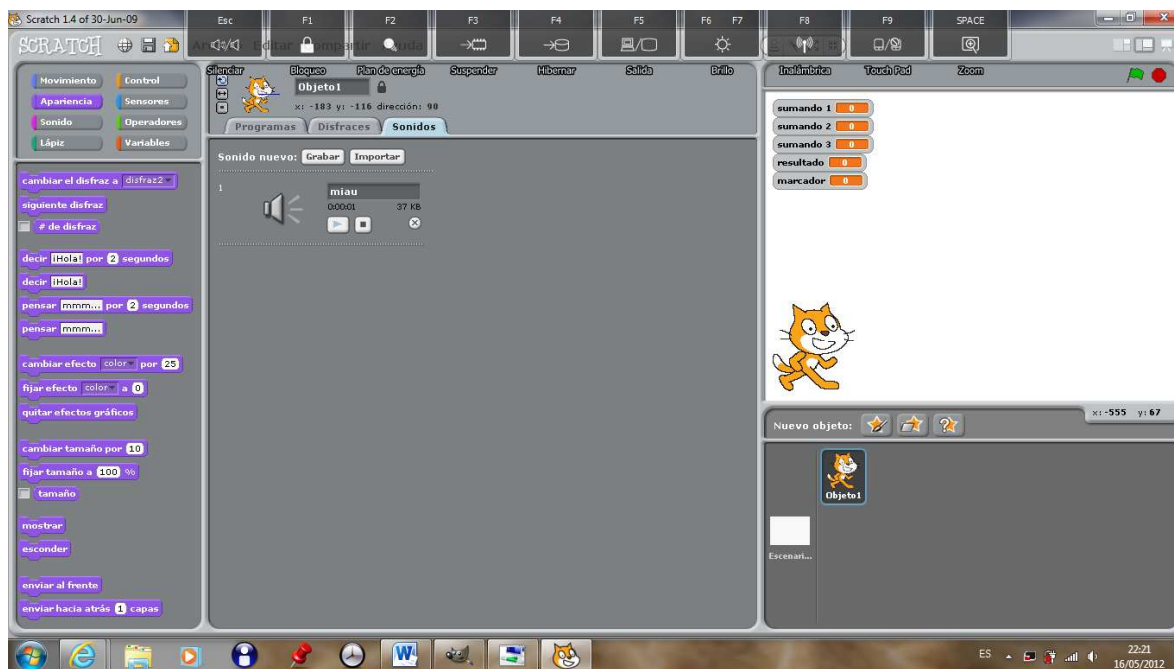 Scratch 1.4 of 30-Jun-09
Esc F1 F2 F3 F4 F5 F6 F7 F8 F9 SPACE
SCRATCH
Editar Compartir Ayuda
Silenciar Bloqueo Plan de energía Suspender Hibernar Salida Brillo Inalámbrica Touch Pad Zoom
Movimiento Control
Apariencia Sensores
Sonido Operadores
Lápiz Variables
Objeto1
x: -183 y: -116 dirección: 90
Programas Disfraces Sonidos
Sonido nuevo: Grabar Importar
1
miau
0:00:01 37 KB
cambiar el disfraz a disfraz2
siguiente disfraz
# de disfraz
decir ¡Hola! por 2 segundos
decir ¡Hola!
pensar mmm... por 2 segundos
pensar mmm...
cambiar efecto color por 25
fijar efecto color a 0
quitar efectos gráficos
cambiar tamaño por 10
fijar tamaño a 100 %
tamaño
mostrar
esconder
enviar al frente
enviar hacia atrás 1 capas
sumando 1 0
sumando 2 0
sumando 3 0
resultado 0
marcador 0
x: -555 y: 67
Nuevo objeto:
Objeto1
Escenari...
ES
22:21
16/05/2012